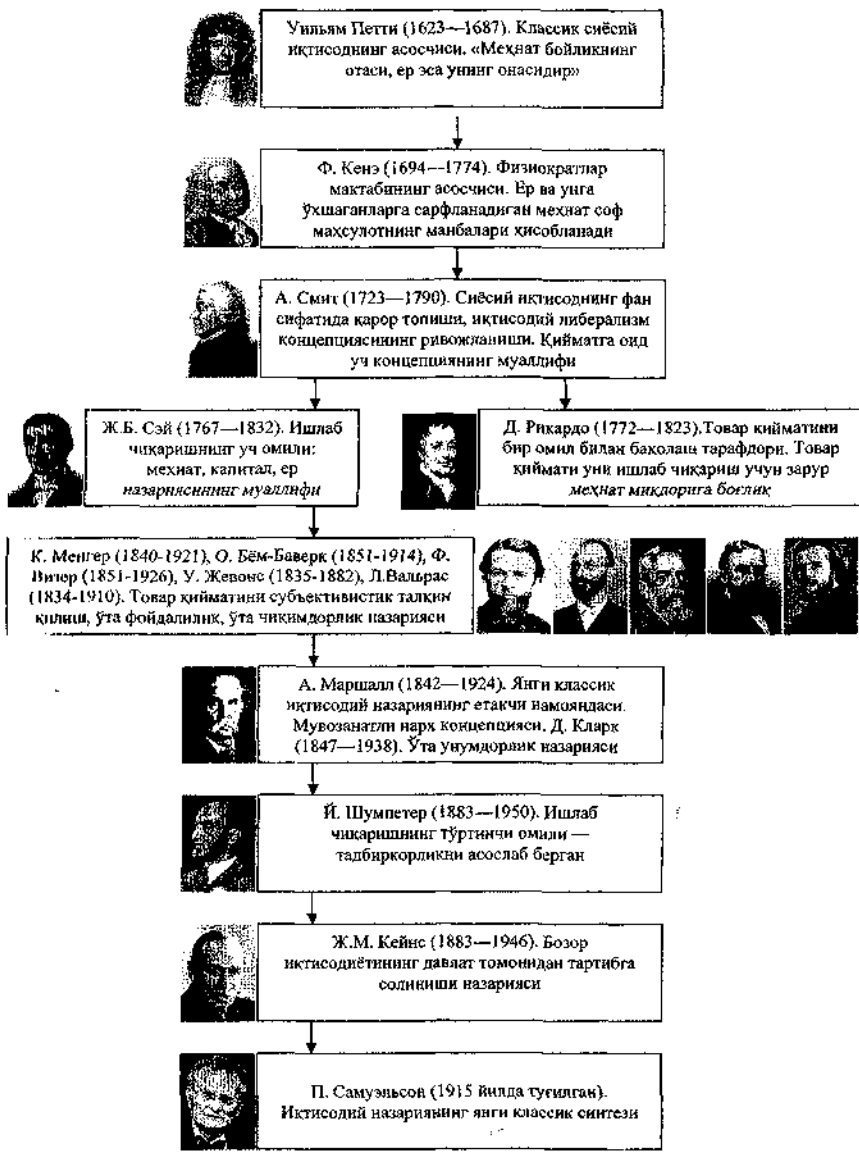 Уильям Петти (1623—1687). Классик сиёсий
иқтисоднинг асосчиси. «Меҳнат бойликнинг
отаси, ер эса унинг онасидир»
Ф. Кенэ (1694—1774). Физиократлар
мактабининг асосчиси. Ер ва унга
ўхшаганларга сарфланадиган меҳнат соф
маҳсулотнинг манбалари ҳисобланади
А. Смит (1723—1790). Сиёсий иқтисоднинг фан
сифатида қарор топиши, иқтисодий либерализм
концепциясининг ривожланиши. Қийматга оид
уч концепциянинг муаллифи
Ж.Б. Сэй (1767—1832). Ишлаб
чиқаришнинг уч омили:
меҳнат, капитал, ер
назариясининг муаллифи
Д. Рикардо (1772—1823).Товар қийматини
бир омил билан баҳолаш тарафдори. Товар
қиймати уни ишлаб чиқариш учун зарур
меҳнат миқдорига боғлиқ
К. Менгер (1840-1921), О. Бём-Баверк (1851-1914), Ф.
Визер (1851-1926), У. Жевонс (1835-1882), Л.Вальрас
(1834-1910). Товар қийматини субъективистик талқин
қилиш, ўта фойдалилик, ўта чиқимдорлик назарияси
А. Маршалл (1842—1924). Янги классик
иқтисодий назариянинг етакчи намояндаси.
Мувозанатли нарх концепцияси. Д. Кларк
(1847—1938). Ўта унумдорлик назарияси
Й. Шумпетер (1883—1950). Ишлаб
чиқаришнинг тўртинчи омили —
тадбиркорликни асослаб берган
Ж.М. Кейнс (1883—1946). Бозор
иқтисодиётининг давлат томонидан тартибга
солиниши назарияси
П. Самуэльсон (1915 йилда туғилган).
Иқтисодий назариянинг янги классик синтези